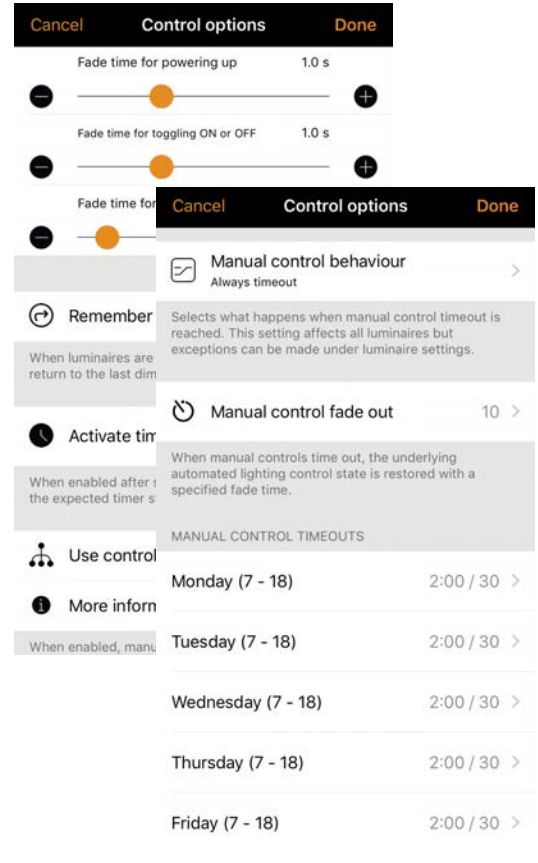 Cancel Control options Done
Fade time for powering up 1.0 s
Fade time for toggling ON or OFF 1.0 s
Fade time for
Remember
When luminaires are
return to the last dim
Activate tim
When enabled after s
the expected timer s
Use control
More inform
When enabled, manu
Cancel Control options Done
Manual control behaviour
Always timeout
Selects what happens when manual control timeout is
reached. This setting affects all luminaires but
exceptions can be made under luminaire settings.
Manual control fade out 10
When manual controls time out, the underlying
automated lighting control state is restored with a
specified fade time.
MANUAL CONTROL TIMEOUTS
Monday (7 - 18) 2:00 / 30
Tuesday (7 - 18) 2:00 / 30
Wednesday (7 - 18) 2:00 / 30
Thursday (7 - 18) 2:00 / 30
Friday (7 - 18) 2:00 / 30